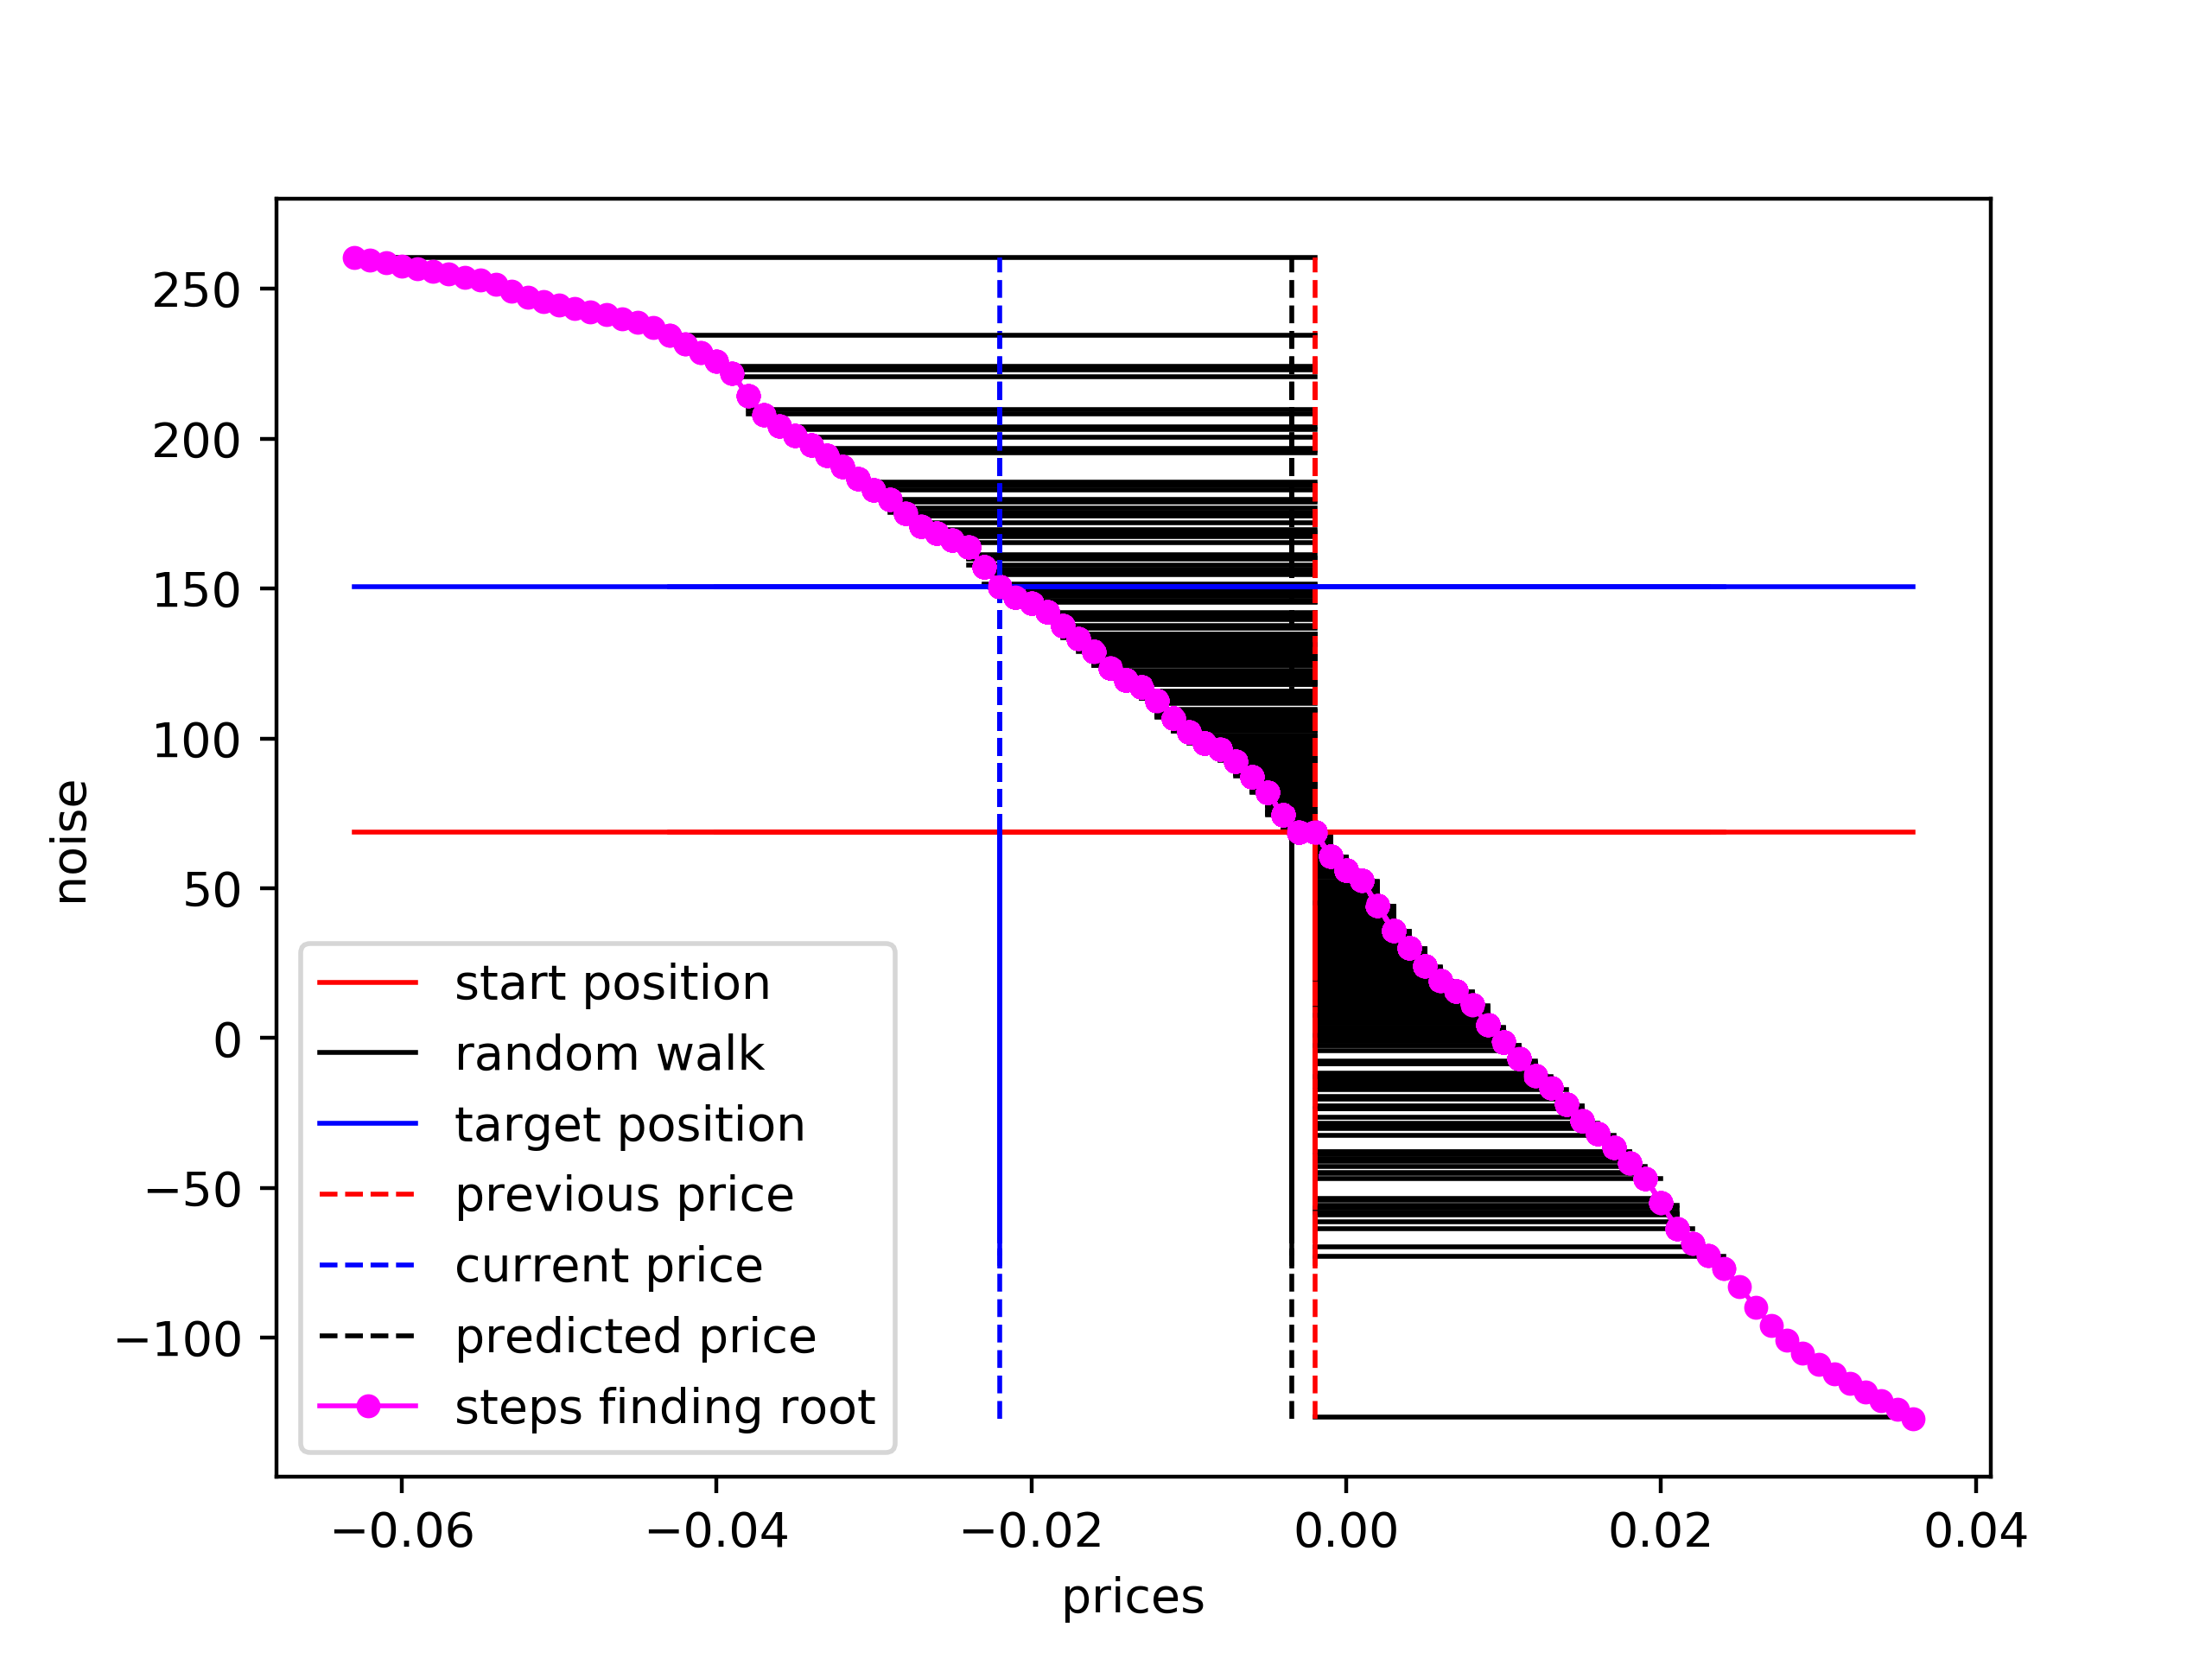 250
200
150
100
50
0
−50
−100
noise
start position
random walk
target position
previous price
current price
predicted price
steps finding root
−0.06 −0.04 −0.02 0.00 0.02 0.04
prices